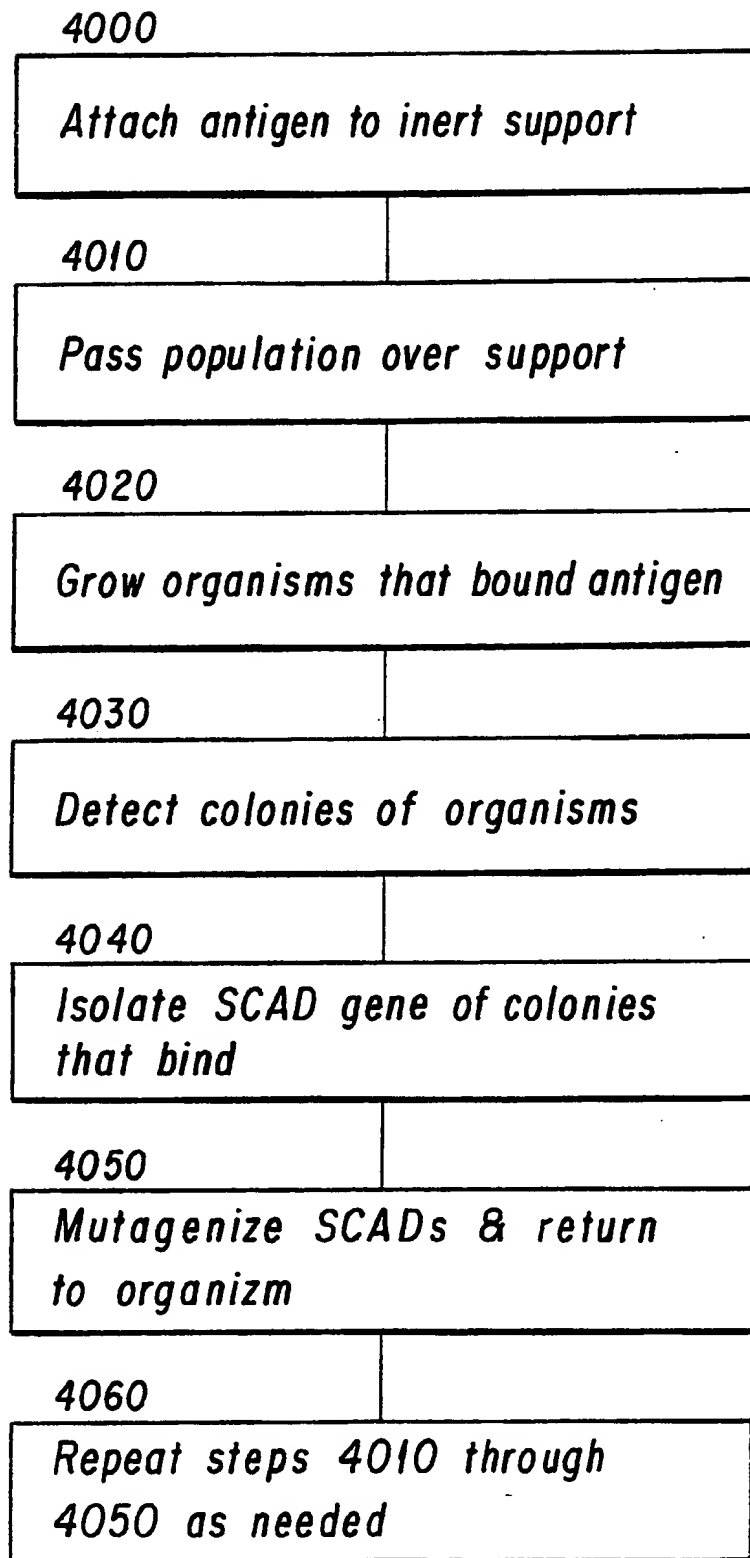 4000
Attach antigen to inert support
4010
Pass population over support
4020
Grow organisms that bound antigen
4030
Detect colonies of organisms
4040
Isolate SCAD gene of colonies
that bind
4050
Mutagenize SCADs & return
to organizm
4060
Repeat steps 4010 through
4050 as needed